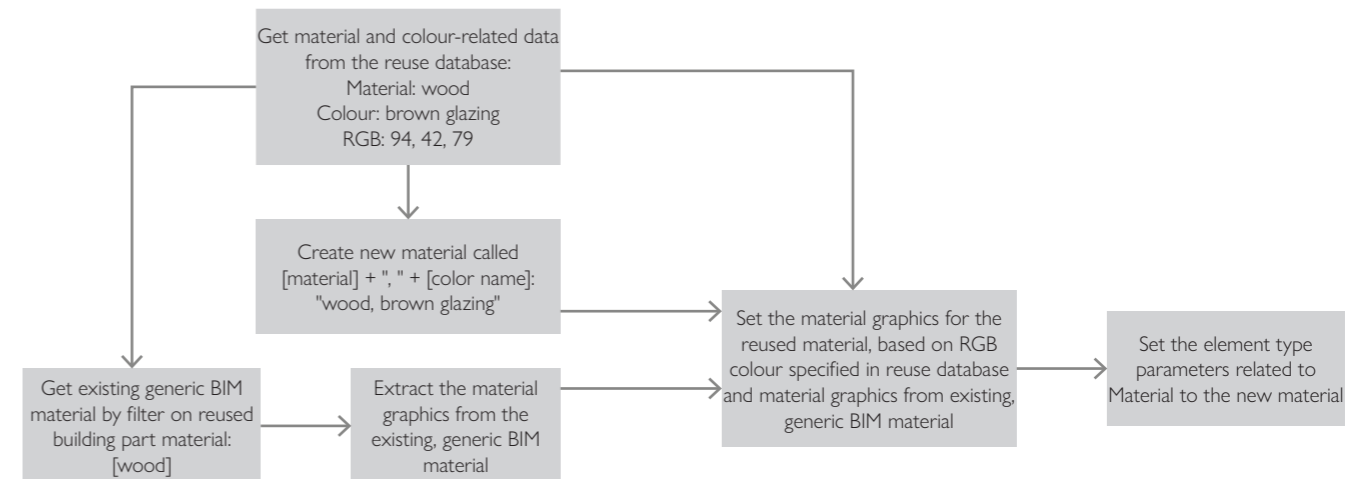 Get material and colour-related data
from the reuse database:
Material: wood
Colour: brown glazing
RGB: 94, 42, 79
Create new material called
[material] + ", " + [color name]:
"wood, brown glazing"
Get existing generic BIM
material by filter on reused
building part material:
[wood]
Extract the material
graphics from the
existing, generic BIM
material
Set the material graphics for the
reused material, based on RGB
colour specified in reuse database
and material graphics from existing,
generic BIM material
Set the element type
parameters related to
Material to the new material